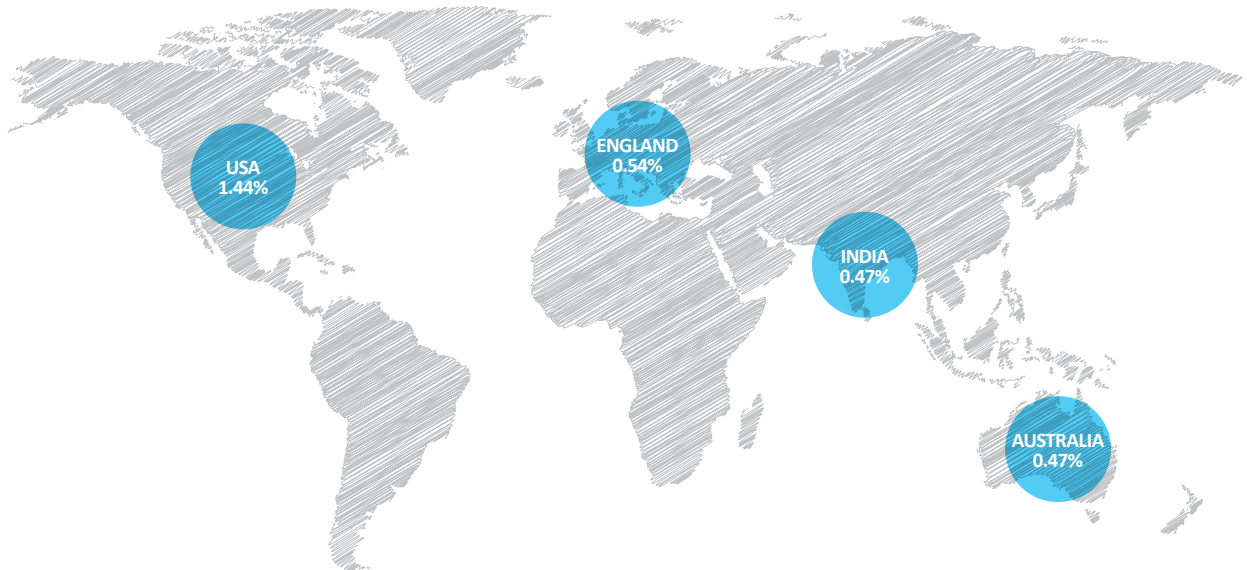 USA
1.44%
ENGLAND
0.54%
INDIA
0.47%
AUSTRALIA
0.47%